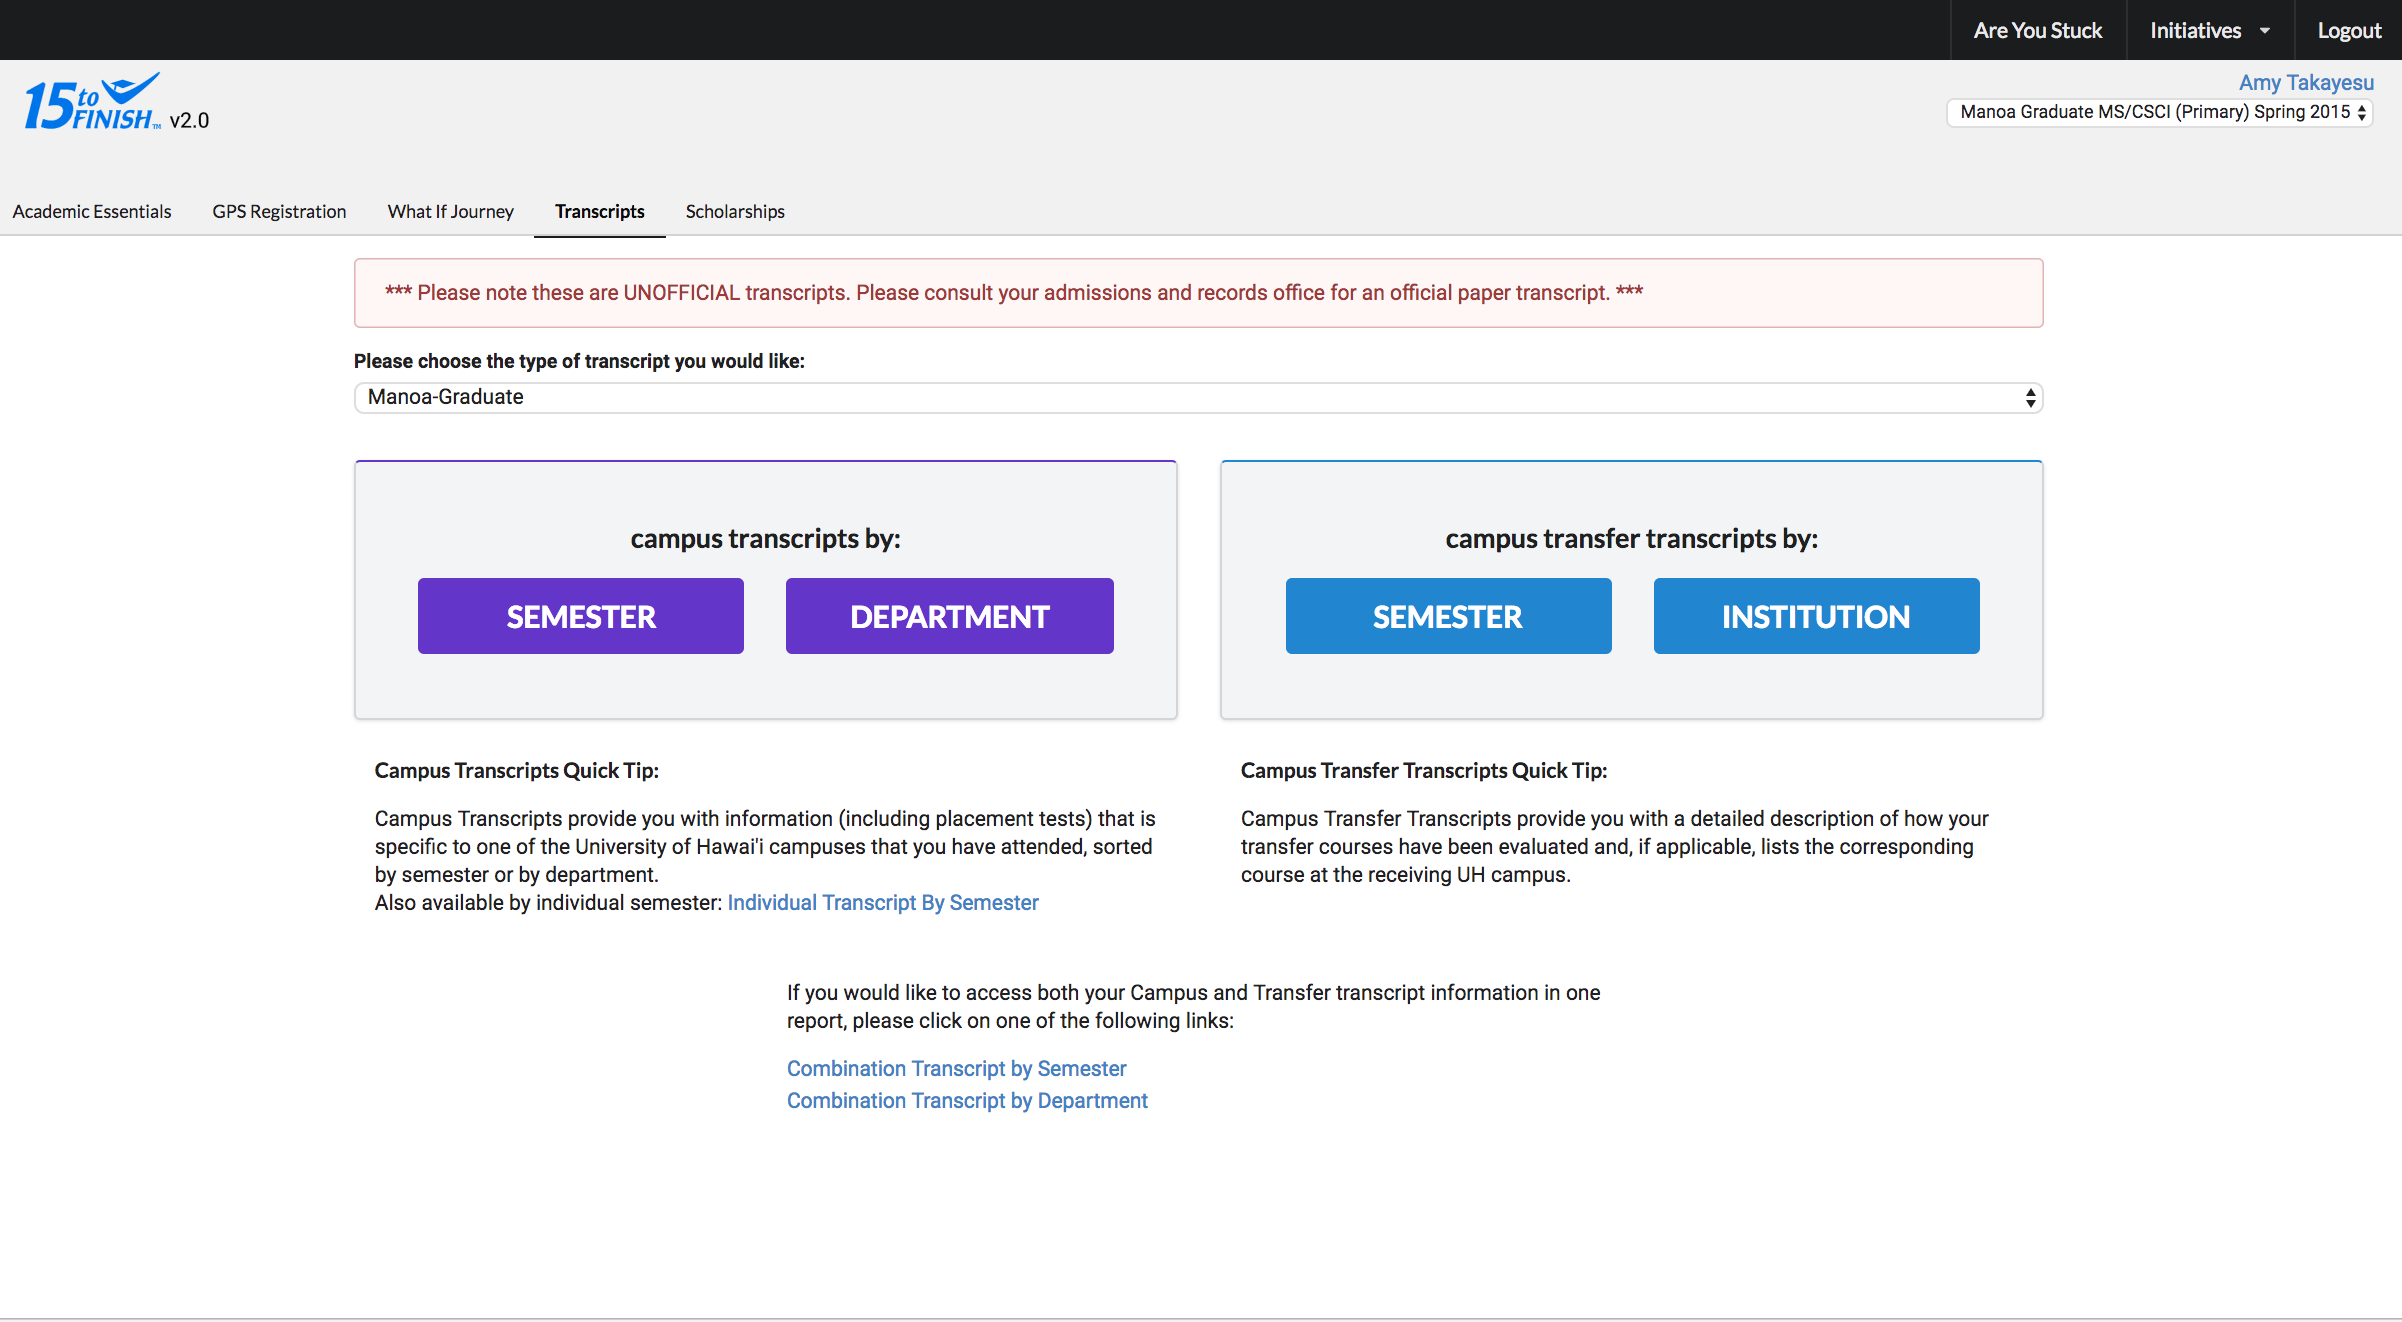 Are You Stuck
Initiatives
Logout
15 to FINISH™ v2.0
Amy Takayesu
Manoa Graduate MS/CSCI (Primary) Spring 2015
Academic Essentials
GPS Registration
What If Journey
Transcripts
Scholarships
*** Please note these are UNOFFICIAL transcripts. Please consult your admissions and records office for an official paper transcript. ***
Please choose the type of transcript you would like:
Manoa-Graduate
campus transcripts by:
SEMESTER
DEPARTMENT
campus transfer transcripts by:
SEMESTER
INSTITUTION
Campus Transcripts Quick Tip:
Campus Transcripts provide you with information (including placement tests) that is
specific to one of the University of Hawai'i campuses that you have attended, sorted
by semester or by department.
Also available by individual semester: Individual Transcript By Semester
Campus Transfer Transcripts Quick Tip:
Campus Transfer Transcripts provide you with a detailed description of how your
transfer courses have been evaluated and, if applicable, lists the corresponding
course at the receiving UH campus.
If you would like to access both your Campus and Transfer transcript information in one
report, please click on one of the following links:
Combination Transcript by Semester
Combination Transcript by Department